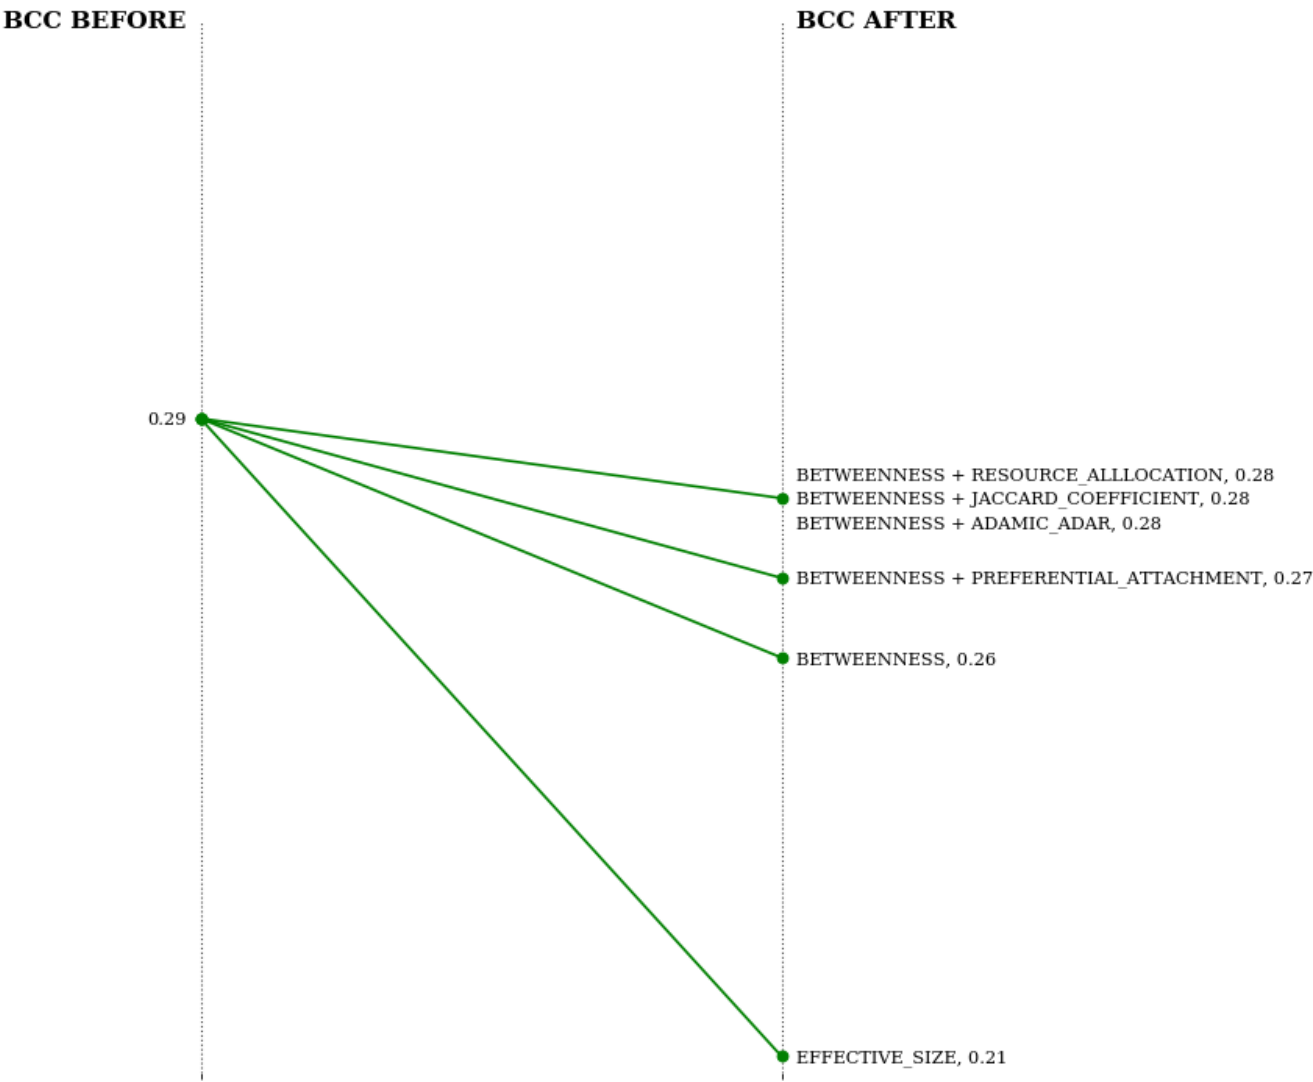 BCC BEFORE
BCC AFTER
0.29
BETWEENNESS + RESOURCE_ALLLOCATION, 0.28
BETWEENNESS + JACCARD_COEFFICIENT, 0.28
BETWEENNESS + ADAMIC_ADAR, 0.28
BETWEENNESS + PREFERENTIAL_ATTACHMENT, 0.27
BETWEENNESS, 0.26
EFFECTIVE_SIZE, 0.21